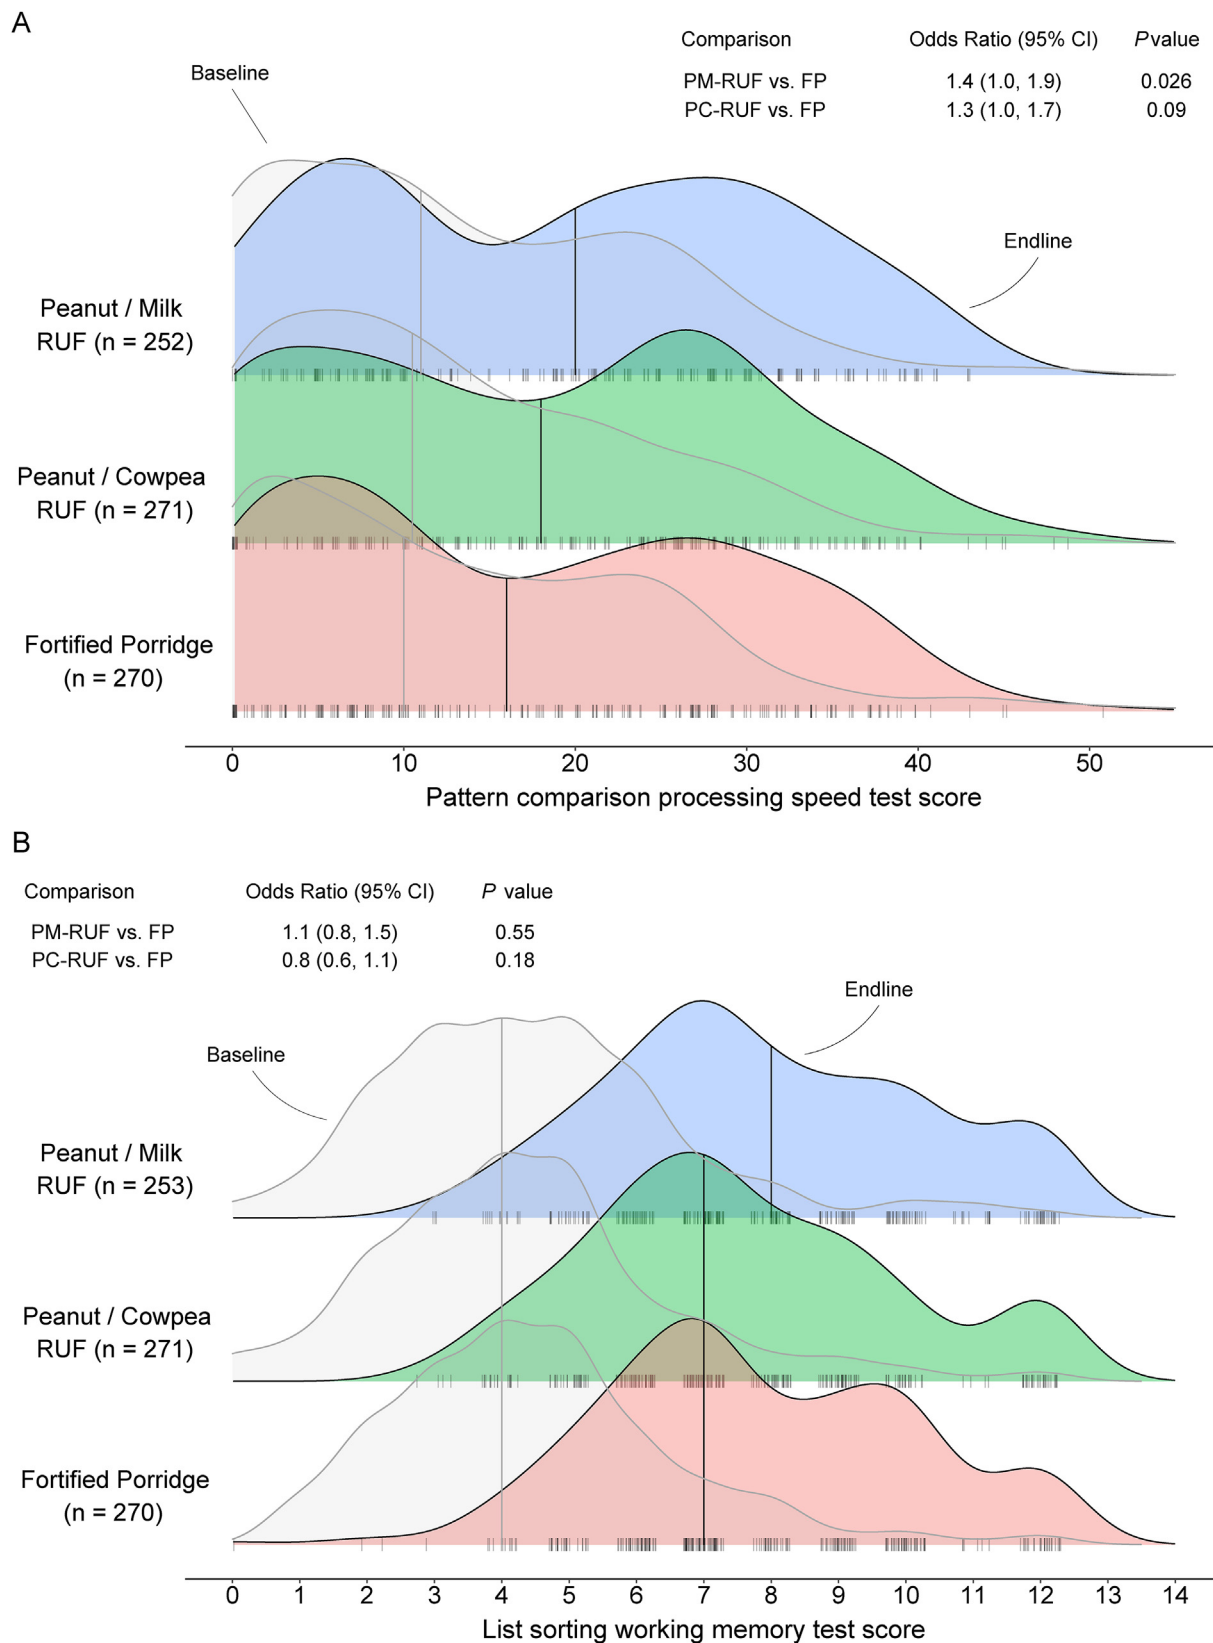 A
Comparison Odds Ratio (95% CI) Pvalue
PM-RUF vs. FP 1.4 (1.0, 1.9) 0.026
PC-RUF vs. FP 1.3 (1.0, 1.7) 0.09
Baseline
Endline
Peanut / Milk
RUF (n = 252)
Peanut / Cowpea
RUF (n = 271)
Fortified Porridge
(n = 270)
0 10 20 30 40 50
Pattern comparison processing speed test score
B
Comparison Odds Ratio (95% CI) P value
PM-RUF vs. FP 1.1 (0.8, 1.5) 0.55
PC-RUF vs. FP 0.8 (0.6, 1.1) 0.18
Endline
Baseline
Peanut / Milk
RUF (n = 253)
Peanut / Cowpea
RUF (n = 271)
Fortified Porridge
(n = 270)
0 1 2 3 4 5 6 7 8 9 10 11 12 13 14
List sorting working memory test score